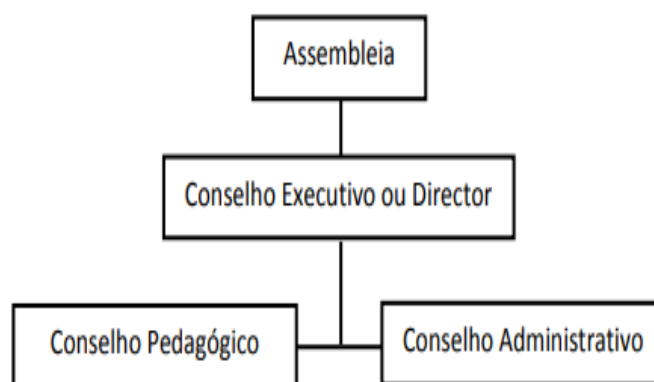 Assembleia
Conselho Executivo ou Director
Conselho Pedagógico
Conselho Administrativo